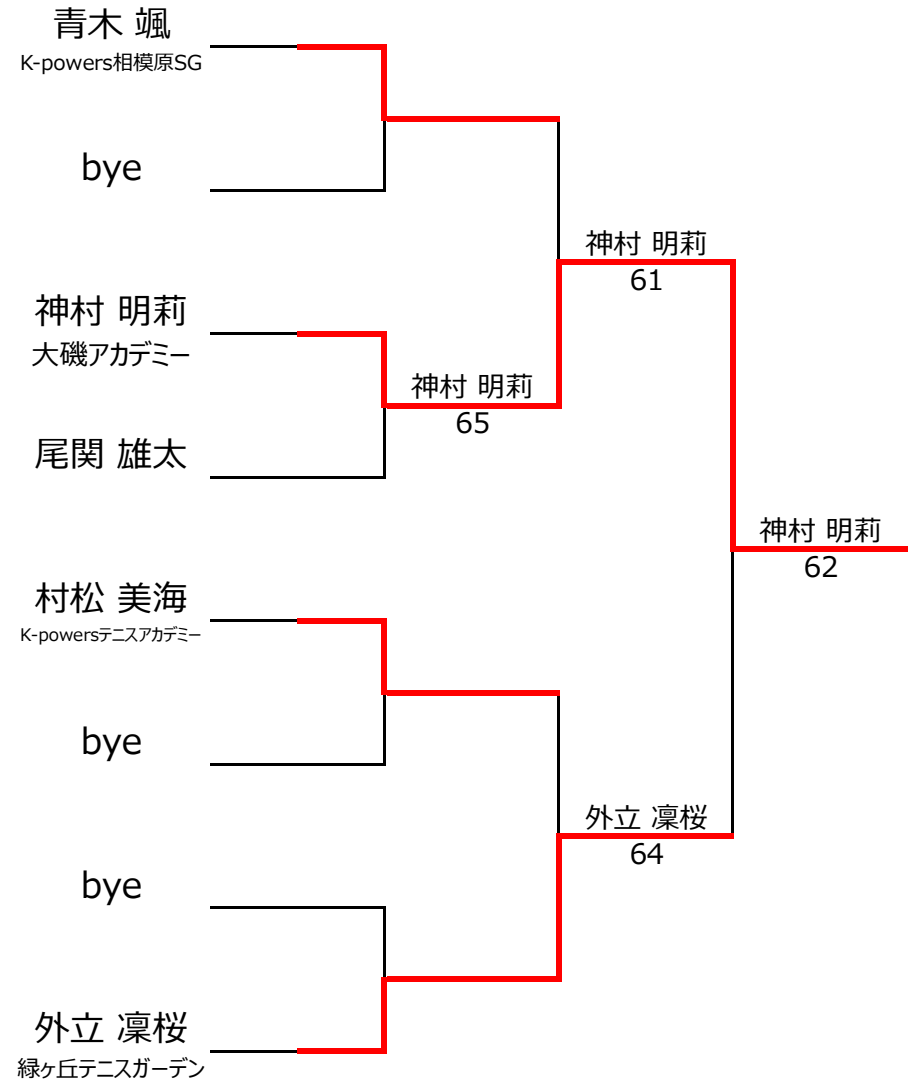 青木 颯
K-powers相模原SG
bye
神村 明莉
61
神村 明莉
大磯アカデミー
神村 明莉
65
尾関 雄太
神村 明莉
62
村松 美海
K-powersテニスアカデミー
bye
外立 凜桜
64
bye
外立 凜桜
緑ヶ丘テニスガーデン